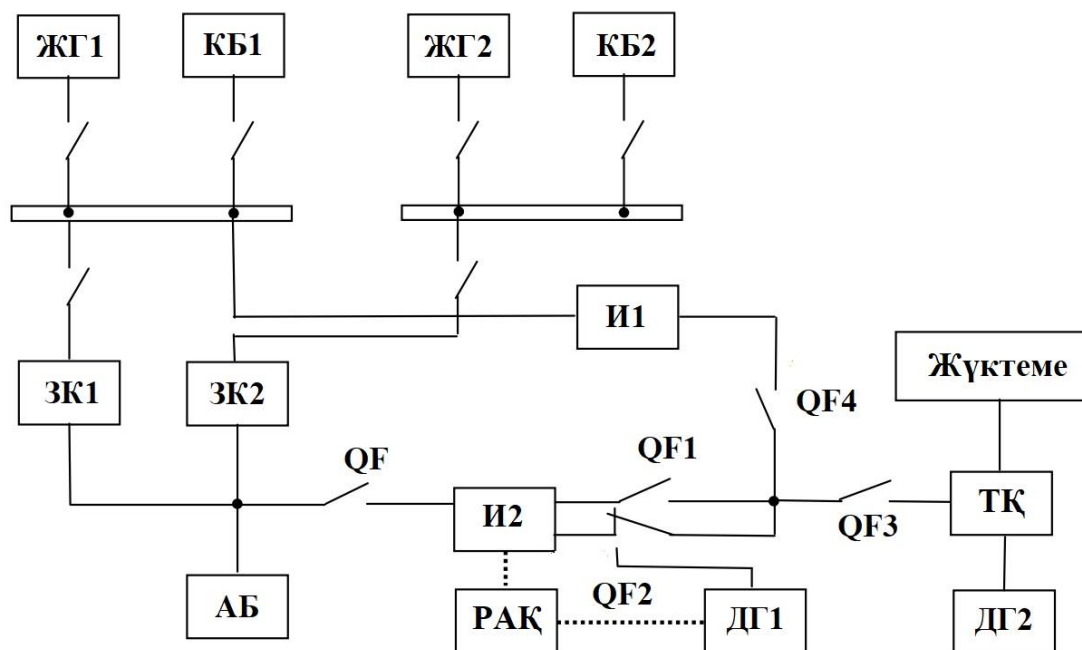 ЖГ1
КБ1
ЖГ2
КБ2
И1
Жүктеме
ЗК1
ЗК2
QF4
QF
QF1
И2
QF3
ТҚ
АБ
РАҚ
QF2
ДГ1
ДГ2